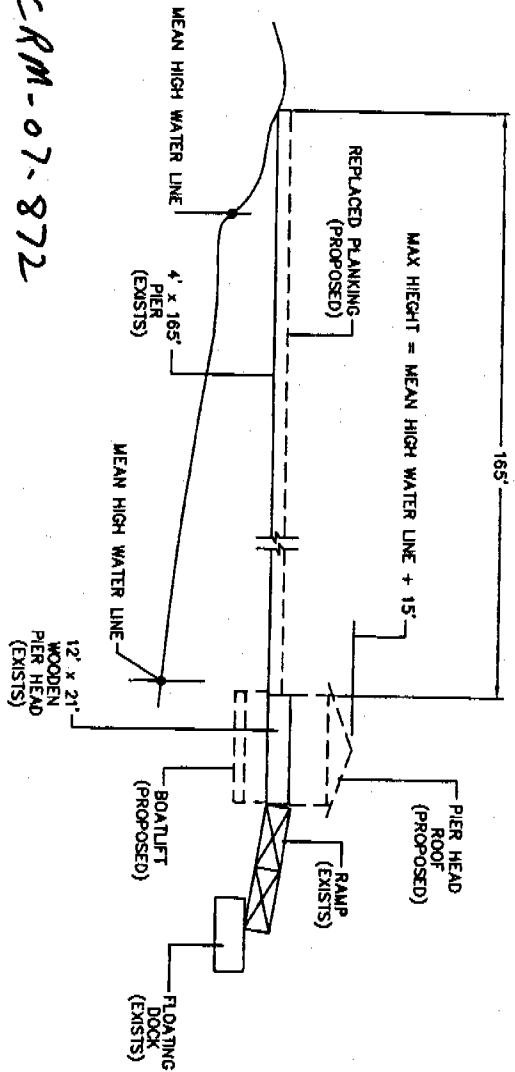 CRM-07-872
165'
MAX HIEGHT = MEAN HIGH WATER LINE + 15'
REPLACED PLANKING
(PROPOSED)
PIER HEAD
ROOF
(PROPOSED)
MEAN HIGH WATER LINE
4' x 165'
PIER
(EXISTS)
RAMP
(EXISTS)
MEAN HIGH WATER LINE
12' x 21'
WOODEN
PIER HEAD
(EXISTS)
BOATLIFT
(PROPOSED)
FLOATING
DOCK
(EXISTS)